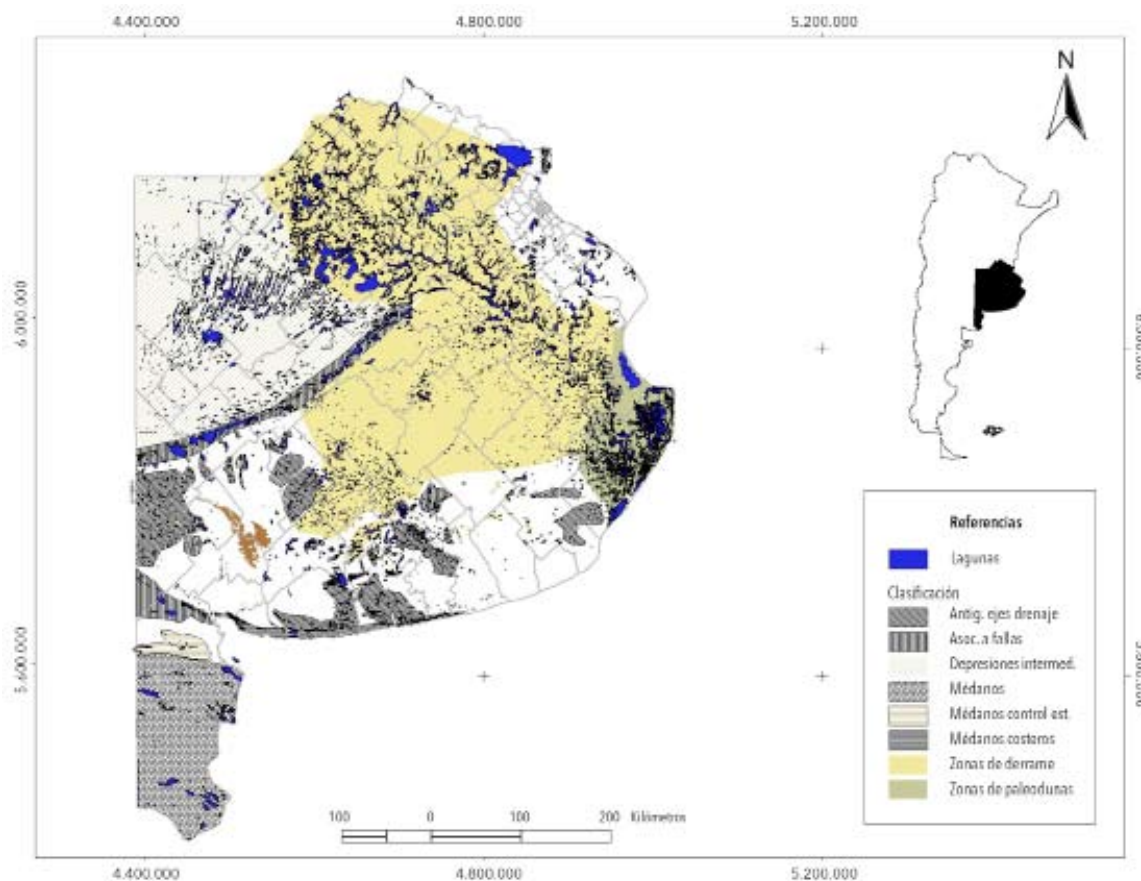 4.400.000
4.800.000
5.200.000
N
6.000.000
Referencias
Lagunas
Clasificación
Antig. ejes drenaje
Asoc. a fallas
Depresiones intermed.
Médanos
Médanos control est.
Médanos costeros
Zonas de derrame
Zonas de paleodunas
5.600.000
100
0
100
200
Kilómetros
4.400.000
4.800.000
5.200.000